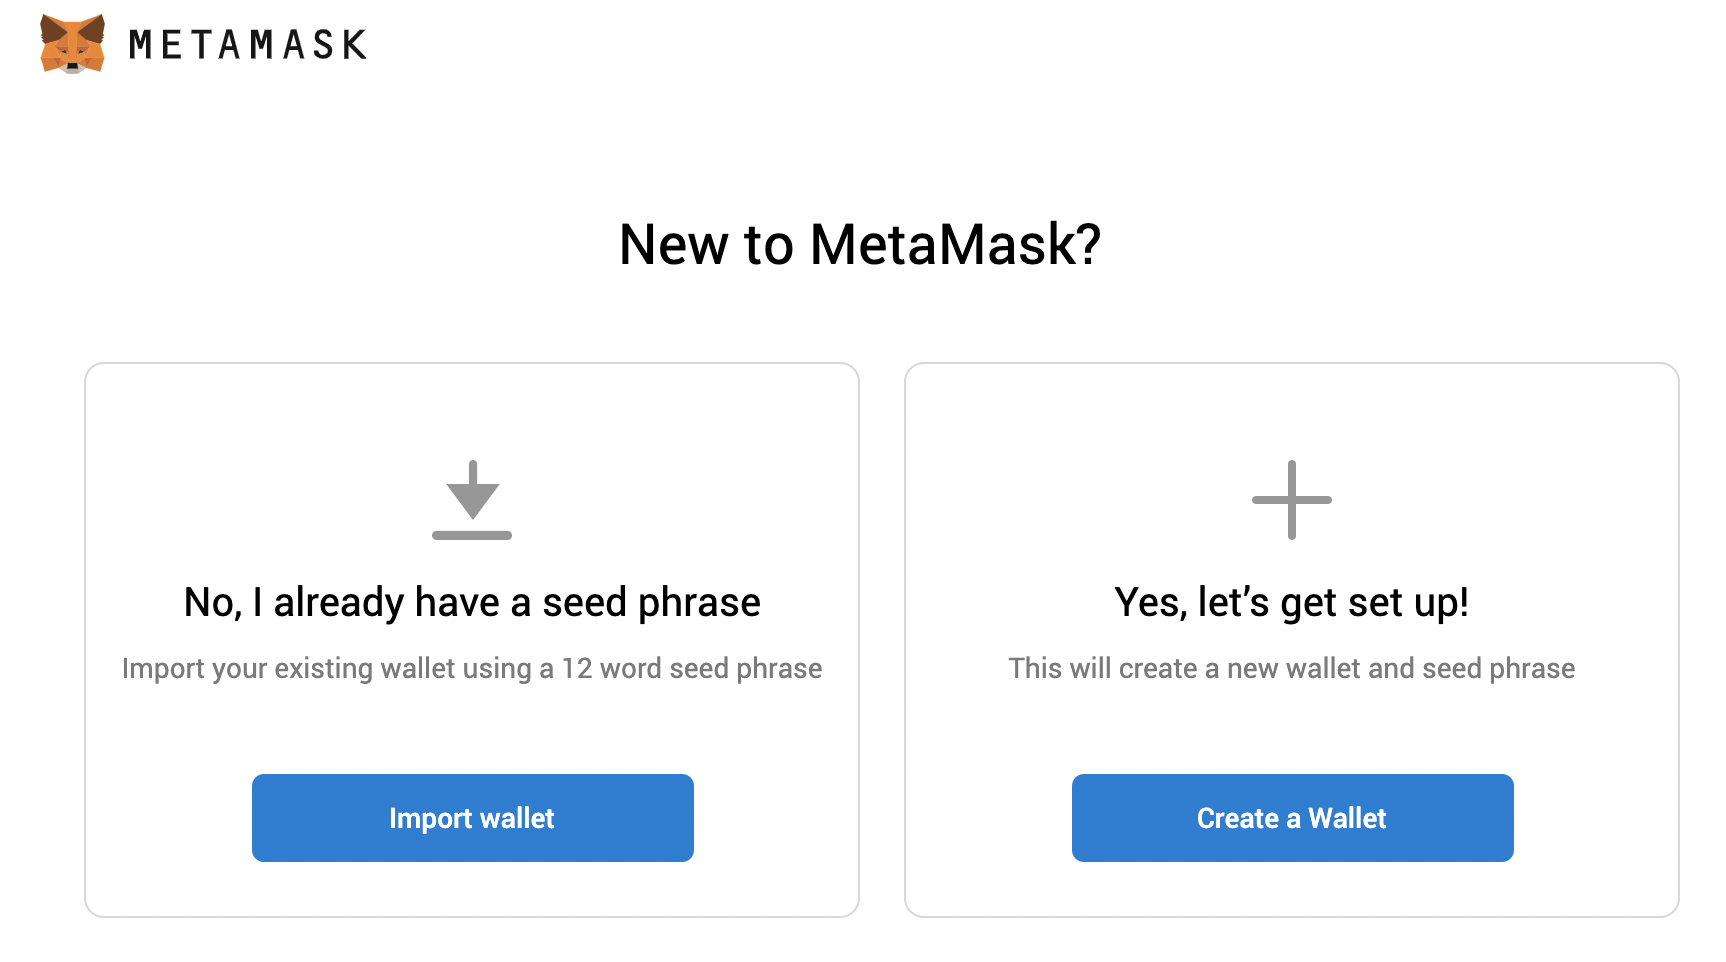 METAMASK
New to MetaMask?
No, I already have a seed phrase
Import your existing wallet using a 12 word seed phrase
Import wallet
Yes, let’s get set up!
This will create a new wallet and seed phrase
Create a Wallet